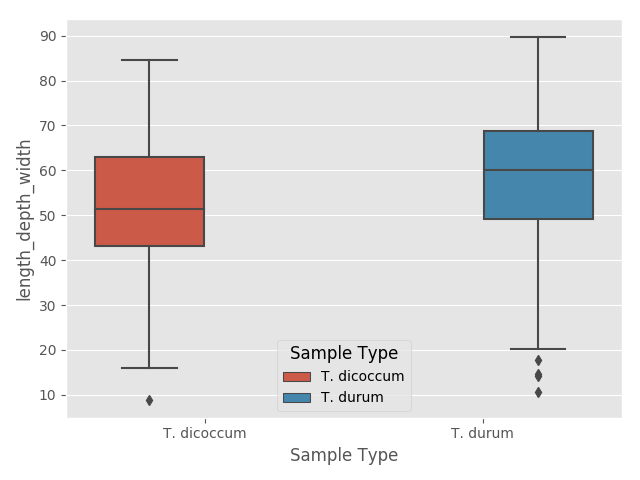 90
80
70
60
50
40
30
20
10
length_depth_width
Sample Type
T. dicoccum
T. durum
T. dicoccum
T. durum
Sample Type